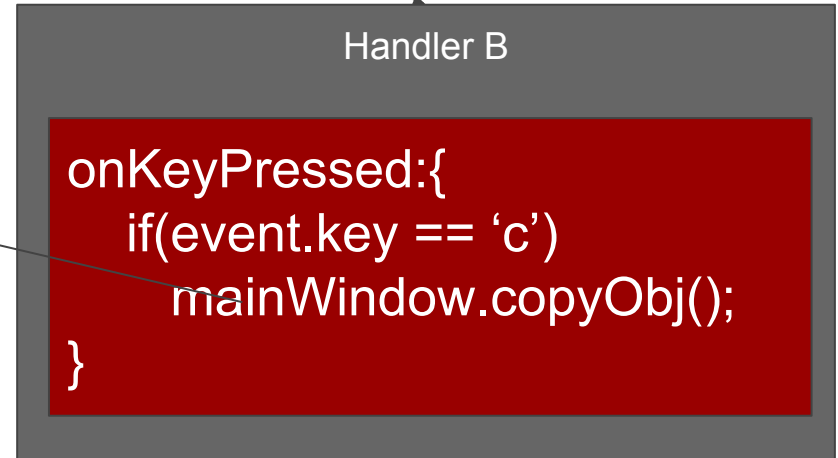 Handler B
onKeyPressed:{
if(event.key == ‘c’)
mainWindow.copyObj();
}